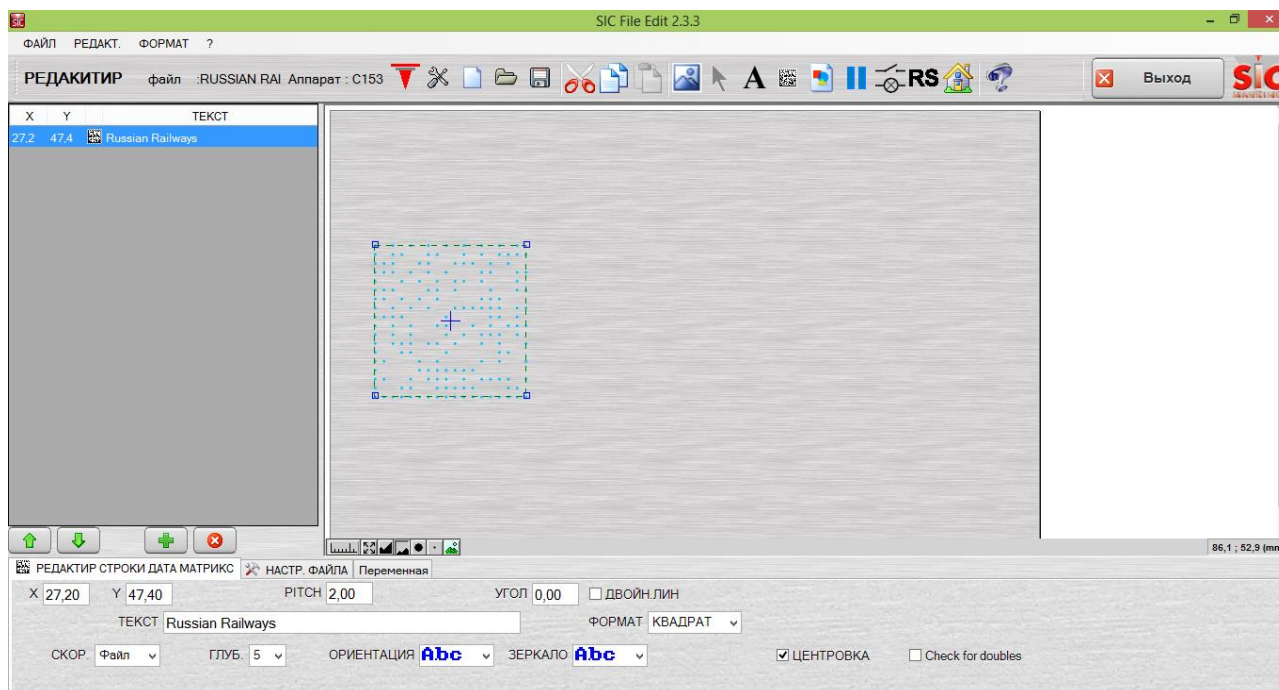 SIC File Edit 2.3.3
ФАЙЛ РЕДАКТ. ФОРМАТ ?
РЕДАКИТИР файл :RUSSIAN RAI Аппарат : C153 A RS Выход SIC
X Y ТЕКСТ
27,2 47,4 Russian Railways
86,1 ; 52,9 (mm
РЕДАКТИР СТРОКИ ДАТА МАТРИКС НАСТР. ФАЙЛА Переменная
X 27,20 Y 47,40 PITCH 2,00 УГОЛ 0,00 ДВОЙН.ЛИН
ТЕКСТ Russian Railways ФОРМАТ КВАДРАТ
СКОР. Файл ГЛУБ. 5 ОРИЕНТАЦИЯ Abc ЗЕРКАЛО Abc ЦЕНТРОВКА Check for doubles